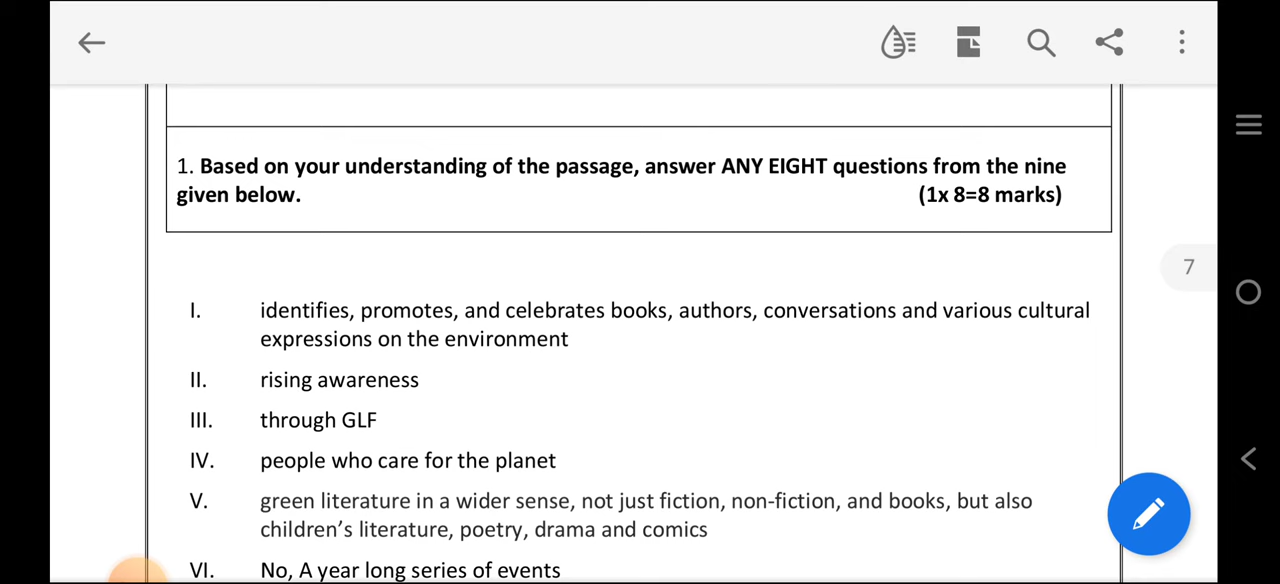 1. Based on your understanding of the passage, answer ANY EIGHT questions from the nine
given below. (1x 8=8 marks)
7
I. identifies, promotes, and celebrates books, authors, conversations and various cultural
expressions on the environment
II. rising awareness
III. through GLF
IV. people who care for the planet
V. green literature in a wider sense, not just fiction, non-fiction, and books, but also
children’s literature, poetry, drama and comics
VI. No, A year long series of events